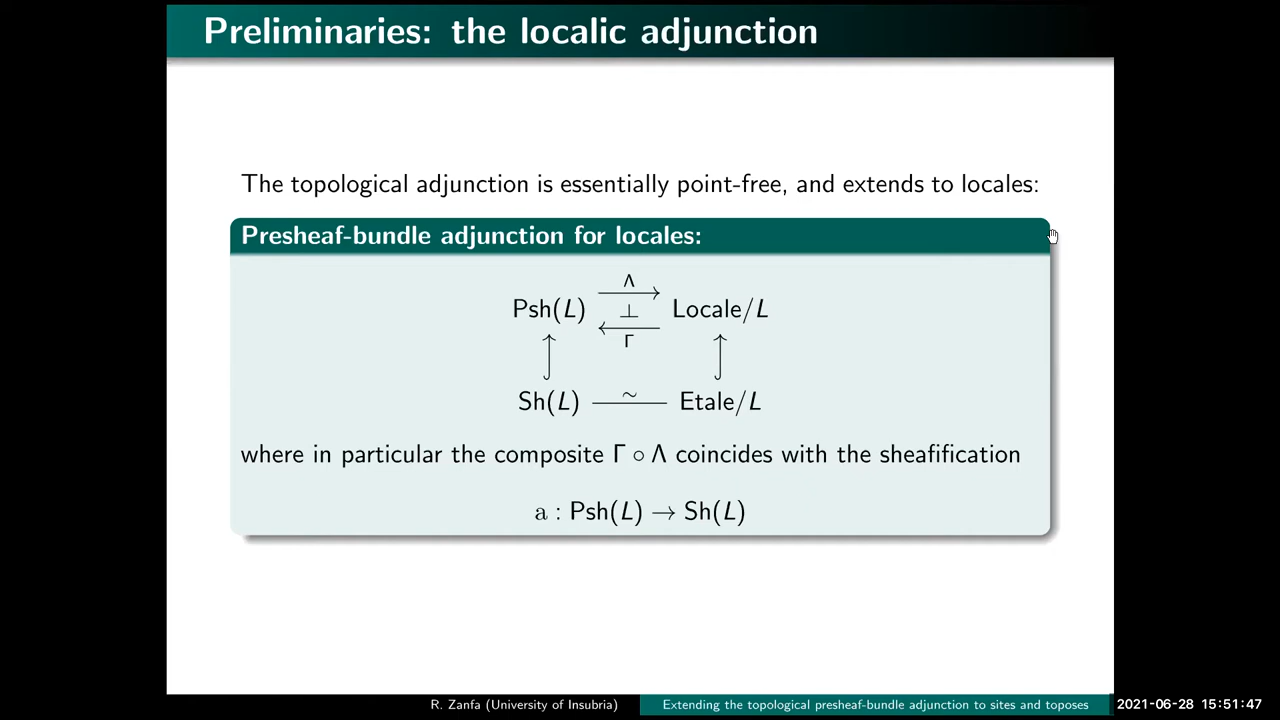 Preliminaries: the localic adjunction
The topological adjunction is essentially point-free, and extends to locales:
Presheaf-bundle adjunction for locales:
Λ
Psh(L) ⊥ Locale/L
Γ
Sh(L) ∼ Etale/L
where in particular the composite Γ ∘ Λ coincides with the sheafification
a : Psh(L) → Sh(L)
R. Zanfa (University of Insubria) Extending the topological presheaf-bundle adjunction to sites and toposes 2021-06-28 15:51:47